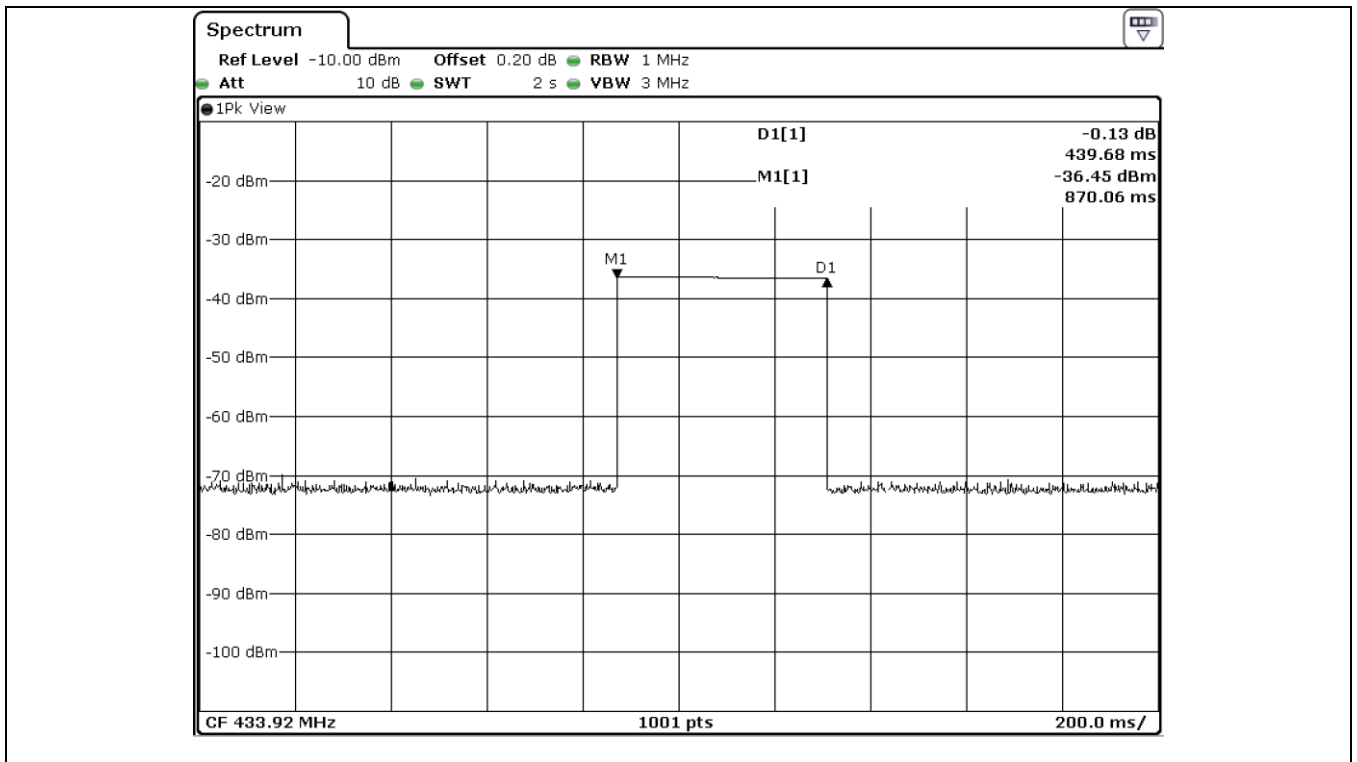 Spectrum
Ref Level -10.00 dBm Offset 0.20 dB RBW 1 MHz
Att 10 dB SWT 2 s VBW 3 MHz
1Pk View
D1[1] -0.13 dB
439.68 ms
M1[1] -36.45 dBm
870.06 ms
-20 dBm
-30 dBm
M1
D1
-40 dBm
-50 dBm
-60 dBm
-70 dBm
-80 dBm
-90 dBm
-100 dBm
CF 433.92 MHz 1001 pts 200.0 ms/